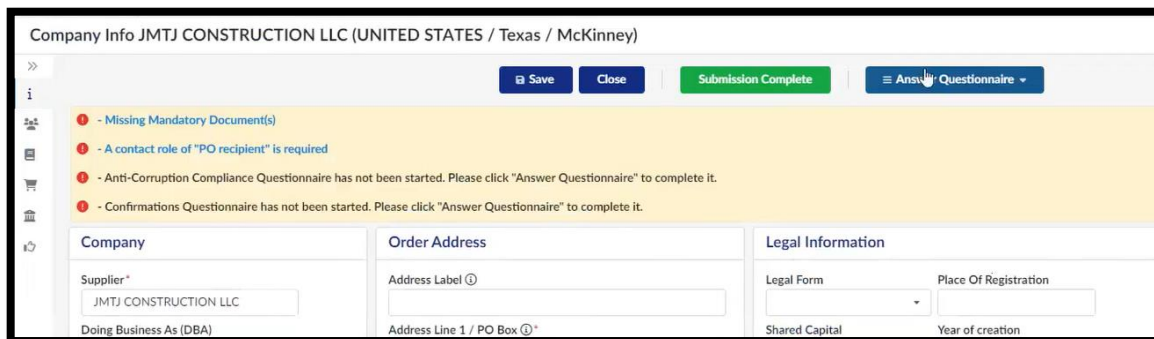 Company Info JMTJ CONSTRUCTION LLC (UNITED STATES / Texas / McKinney)
Save Close Submission Complete Answer Questionnaire
- Missing Mandatory Document(s)
- A contact role of "PO recipient" is required
- Anti-Corruption Compliance Questionnaire has not been started. Please click "Answer Questionnaire" to complete it.
- Confirmations Questionnaire has not been started. Please click "Answer Questionnaire" to complete it.
Company Order Address Legal Information
Supplier* Address Label Legal Form Place Of Registration
JMTJ CONSTRUCTION LLC
Doing Business As (DBA) Address Line 1 / PO Box * Shared Capital Year of creation